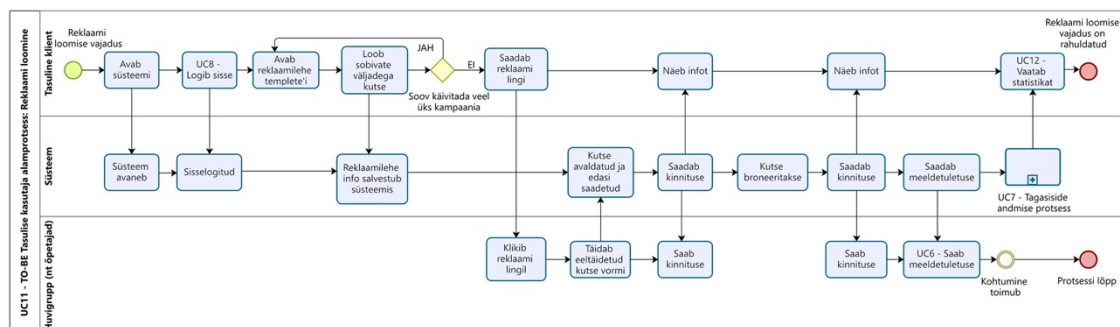 UC11 - TO-BE Tasulise kasutaja alamprotsess: Reklaami loomine
Tasuline klient
Reklaami
loomise vajadus
Avab
süsteemi
UC8 -
Logib sisse
Avab
reklaamilehe
templete'i
Loob
sobivate
väljadega
kutse
JAH
EI
Soov käivitada veel
üks kampaania
Saadab
reklaami
lingi
Näeb infot
Näeb infot
UC12 -
Vaatab
statistikat
Reklaami loomise
vajadus on
rahuldatud
Süsteem
Süsteem
avaneb
Sisselogitud
Reklaamilehe
info salvestub
süsteemis
Kutse
avaldatud ja
edasi
saadetud
Saadab
kinnituse
Kutse
broneeritakse
Saadab
kinnituse
Saadab
meeldetuletuse
UC7 - Tagasiside
andmise protsess
Huvigrupp (nt õpetajad)
Klikib
reklaami
lingil
Täidab
eeltäidetud
kutse vormi
Saab
kinnituse
Saab
kinnituse
UC6 - Saab
meeldetuletuse
Kohtumine
toimub
Protsessi lõpp